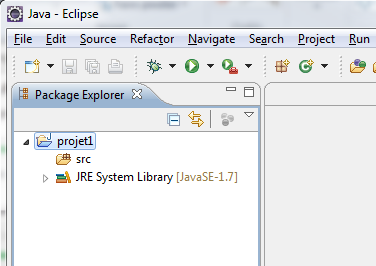 Java - Eclipse
File Edit Source Refactor Navigate Search Project Run
Package Explorer
projet1
src
JRE System Library [JavaSE-1.7]